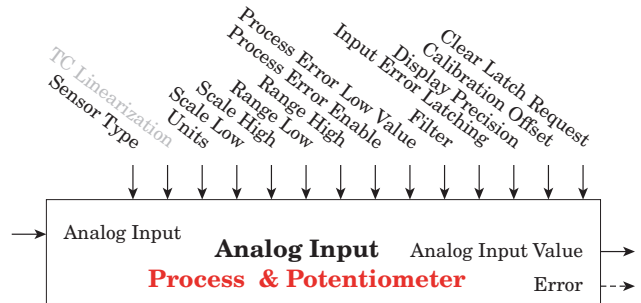 TC Linearization
Sensor Type
Units
Scale Low
Scale High
Range Low
Range High
Process Error Enable
Process Error Low Value
Filter
Input Error Latching
Display Precision
Calibration Offset
Clear Latch Request
Analog Input
Analog Input
Analog Input Value
Process & Potentiometer
Error